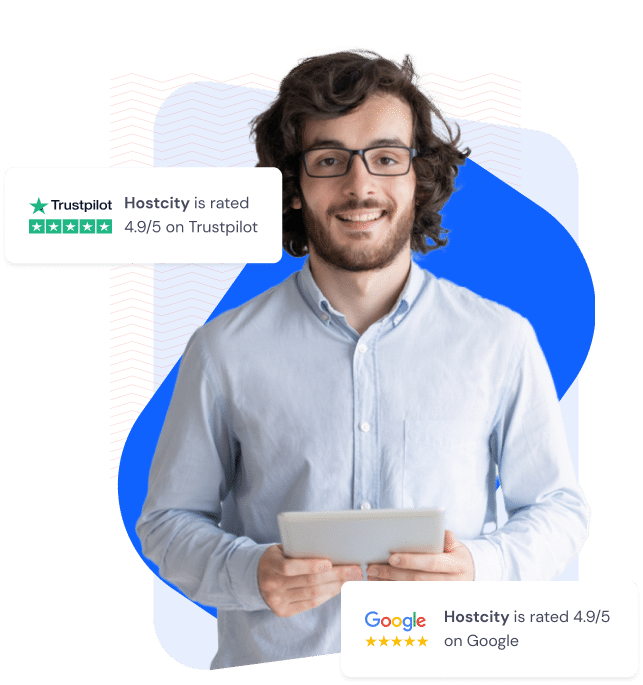 Trustpilot
Hostcity is rated
4.9/5 on Trustpilot
Google
Hostcity is rated 4.9/5
on Google